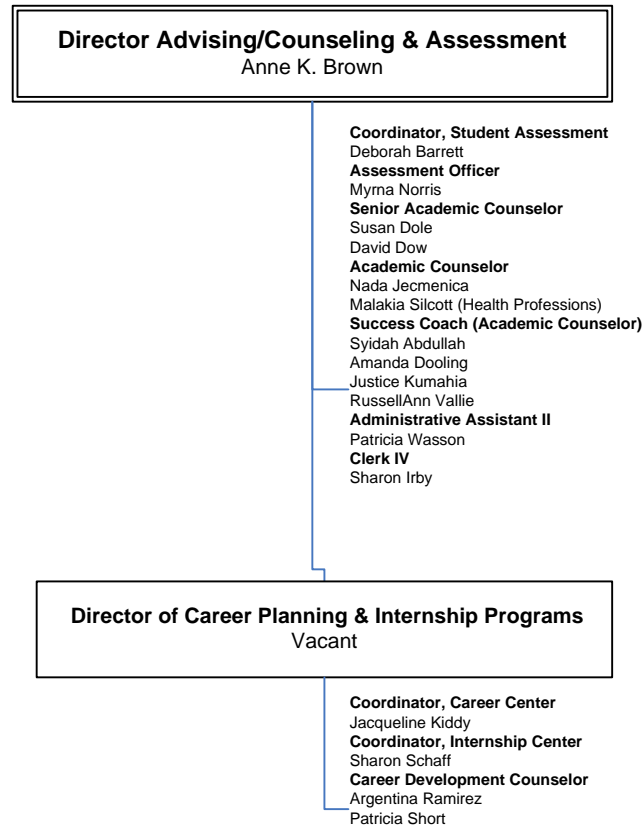 Director Advising/Counseling & Assessment
Anne K. Brown
Coordinator, Student Assessment
Deborah Barrett
Assessment Officer
Myrna Norris
Senior Academic Counselor
Susan Dole
David Dow
Academic Counselor
Nada Jecmenica
Malakia Silcott (Health Professions)
Success Coach (Academic Counselor)
Syidah Abdullah
Amanda Dooling
Justice Kumahia
RussellAnn Vallie
Administrative Assistant II
Patricia Wasson
Clerk IV
Sharon Irby
Director of Career Planning & Internship Programs
Vacant
Coordinator, Career Center
Jacqueline Kiddy
Coordinator, Internship Center
Sharon Schaff
Career Development Counselor
Argentina Ramirez
Patricia Short